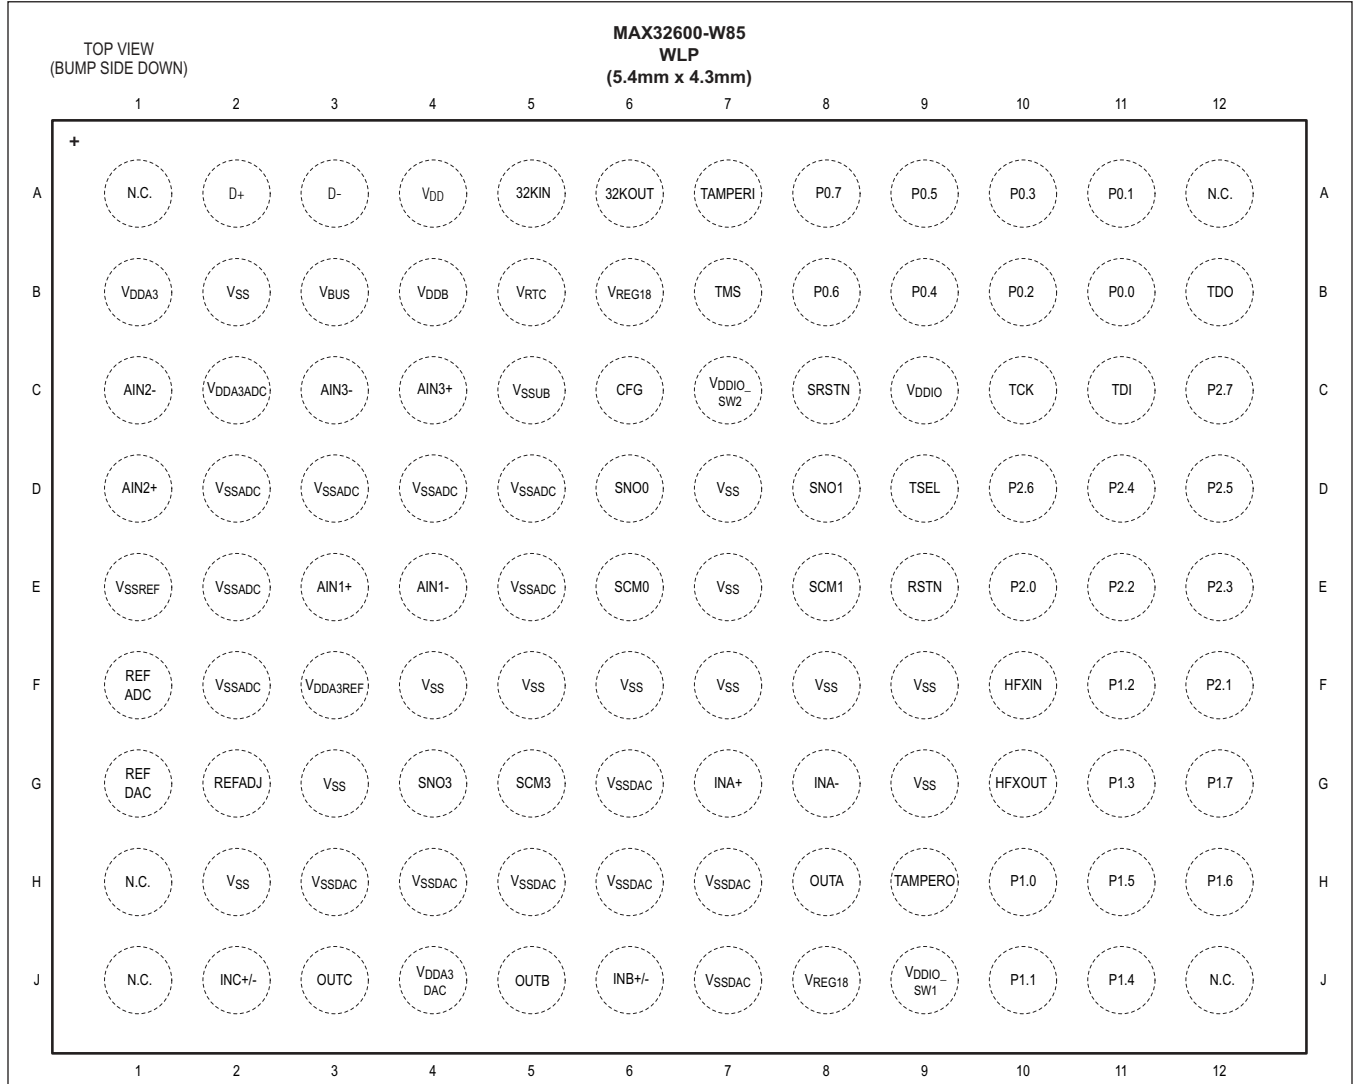 MAX32600-W85
WLP
(5.4mm x 4.3mm)
TOP VIEW
(BUMP SIDE DOWN)
1 2 3 4 5 6 7 8 9 10 11 12
+
A N.C. D+ D- VDD 32KIN 32KOUT TAMPERI P0.7 P0.5 P0.3 P0.1 N.C. A
B VDDA3 VSS VBUS VDDB VRTC VREG18 TMS P0.6 P0.4 P0.2 P0.0 TDO B
C AIN2- VDDA3ADC AIN3- AIN3+ VSSUB CFG VDDIO_ SRSTN VDDIO TCK TDI P2.7 C
SW2
D AIN2+ VSSADC VSSADC VSSADC VSSADC SNO0 VSS SNO1 TSEL P2.6 P2.4 P2.5 D
E VSSREF VSSADC AIN1+ AIN1- VSSADC SCM0 VSS SCM1 RSTN P2.0 P2.2 P2.3 E
F REF VSSADC VDDA3REF VSS VSS VSS VSS VSS VSS HFXIN P1.2 P2.1 F
ADC
G REF REFADJ VSS SNO3 SCM3 VSSDAC INA+ INA- VSS HFXOUT P1.3 P1.7 G
DAC
H N.C. VSS VSSDAC VSSDAC VSSDAC VSSDAC VSSDAC OUTA TAMPERO P1.0 P1.5 P1.6 H
J N.C. INC+/- OUTC VDDA3 OUTB INB+/- VSSDAC VREG18 VDDIO_ P1.1 P1.4 N.C. J
DAC SW1
1 2 3 4 5 6 7 8 9 10 11 12